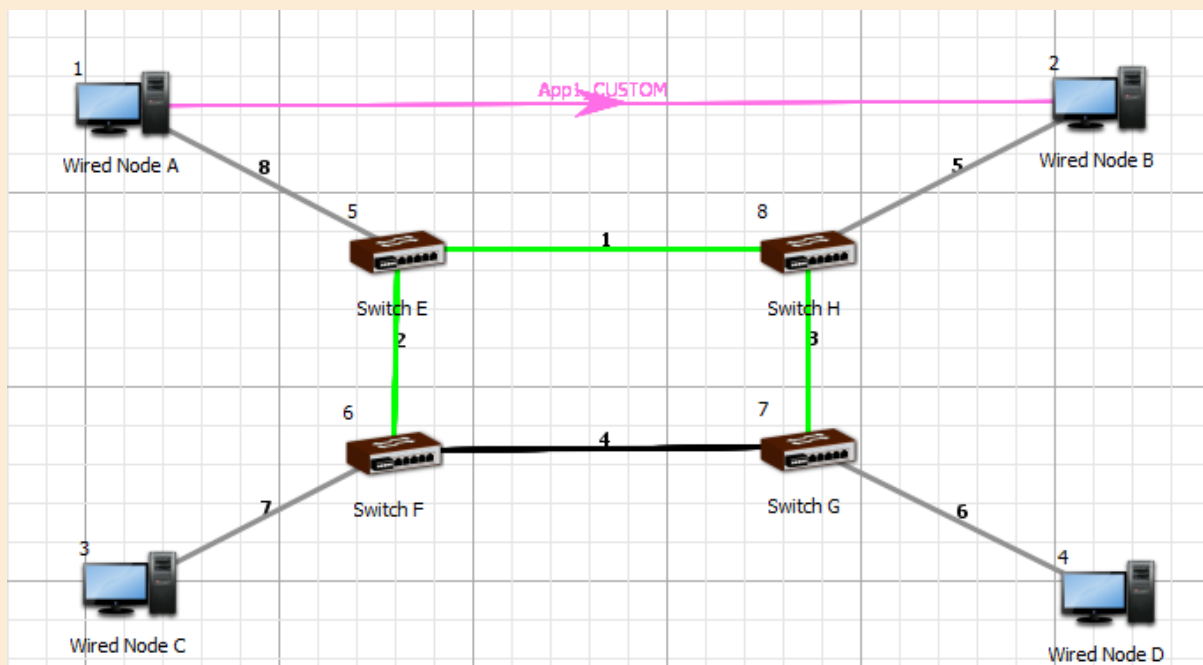 1
2
App1_CUSTOM
Wired Node A
Wired Node B
8
5
5
8
1
Switch E
Switch H
2
3
6
7
4
Switch F
Switch G
7
6
3
4
Wired Node C
Wired Node D